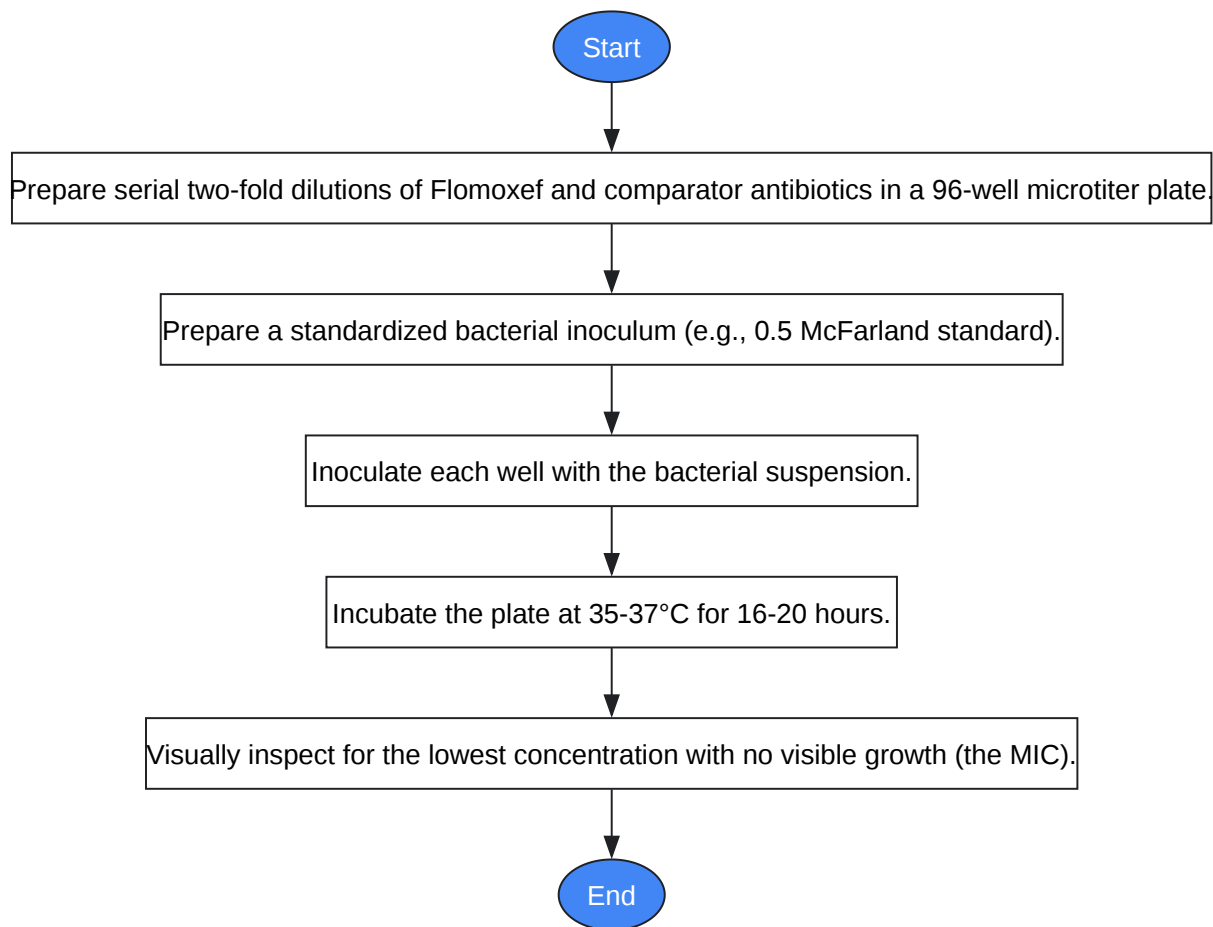 Start
Prepare serial two-fold dilutions of Flomoxef and comparator antibiotics in a 96-well microtiter plate.
Prepare a standardized bacterial inoculum (e.g., 0.5 McFarland standard).
Inoculate each well with the bacterial suspension.
Incubate the plate at 35-37°C for 16-20 hours.
Visually inspect for the lowest concentration with no visible growth (the MIC).
End